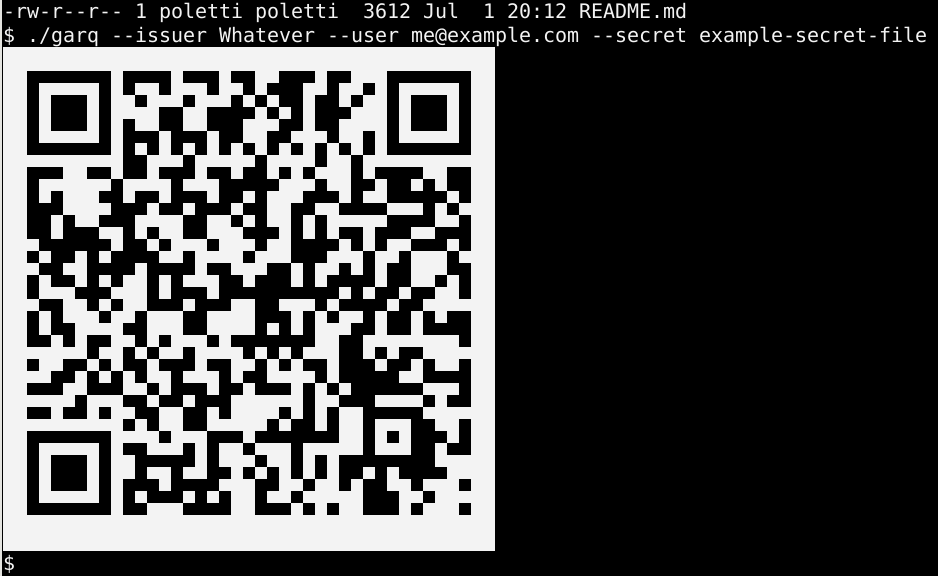 -rw-r--r-- 1 poletti poletti  3612 Jul  1 20:12 README.md
$ ./garq --issuer Whatever --user me@example.com --secret example-secret-file
$